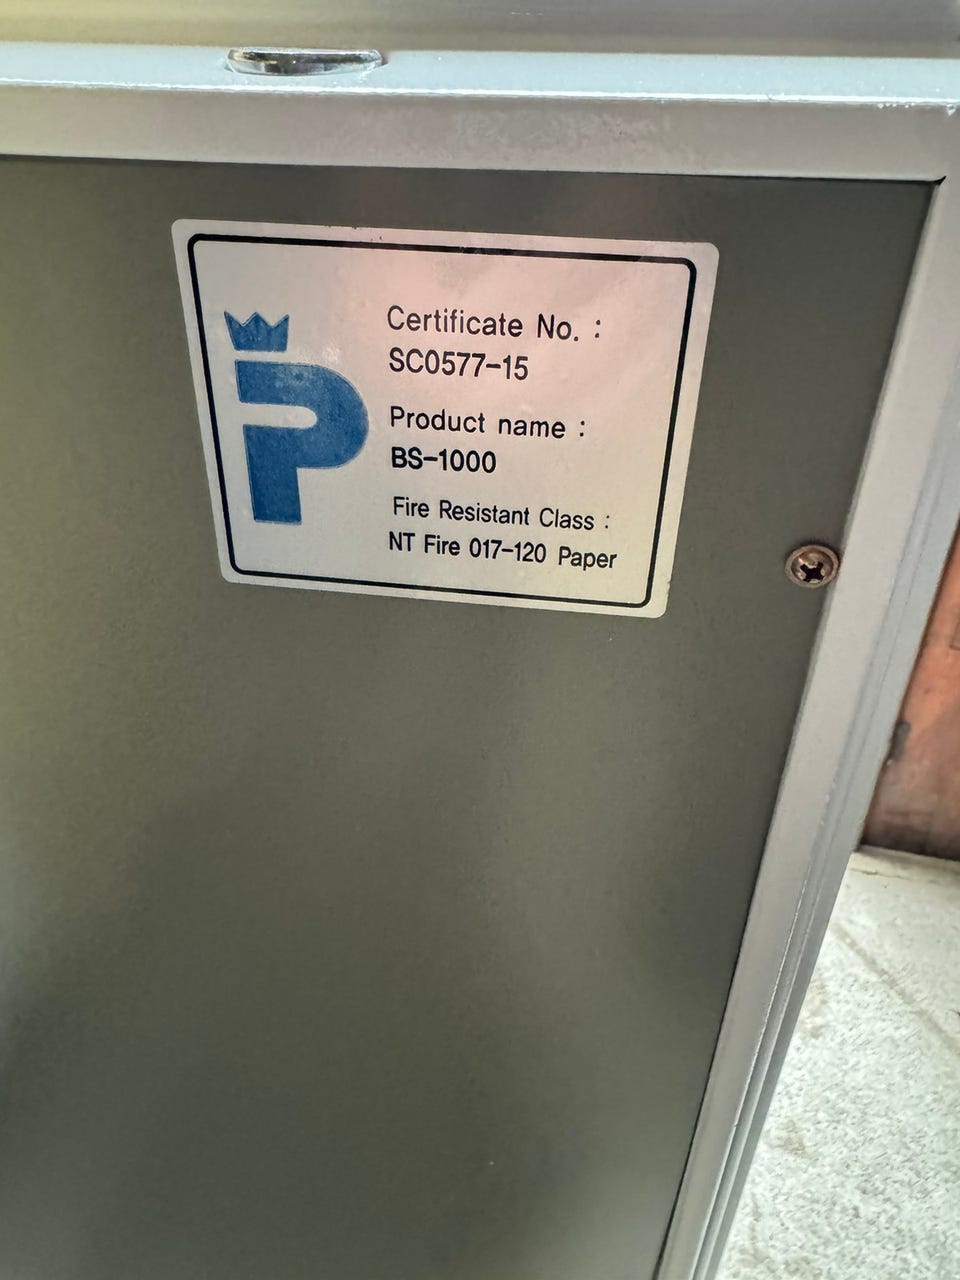 P
Certificate No. :
SC0577-15
Product name :
BS-1000
Fire Resistant Class :
NT Fire 017-120 Paper